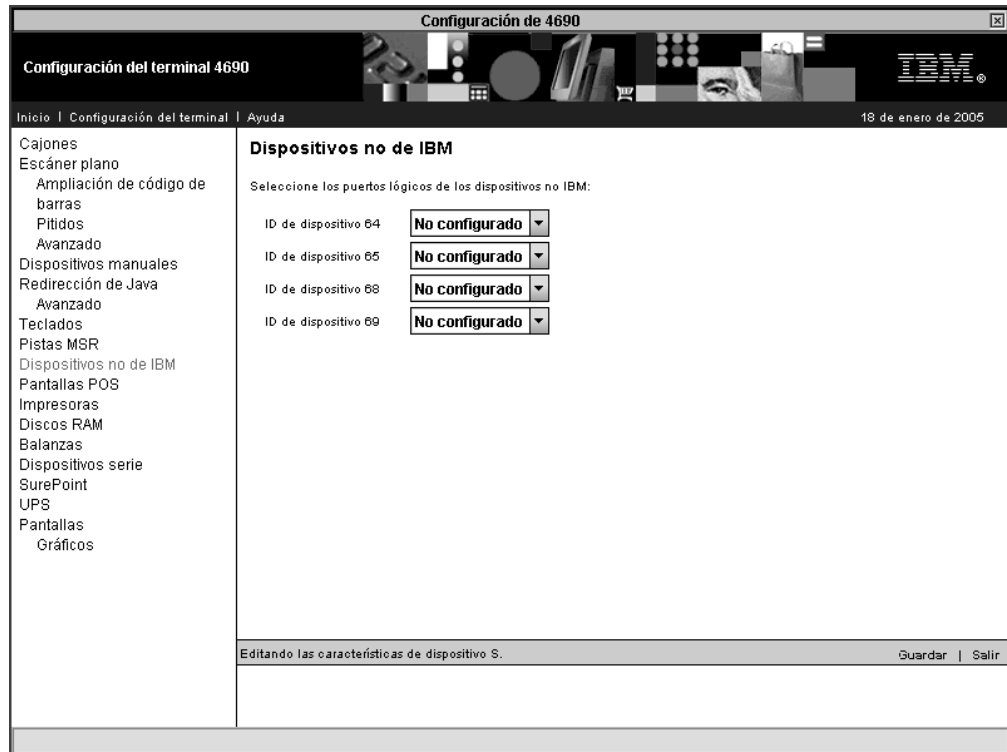 Configuración de 4690
Configuración del terminal 4690
IBM®
Inicio | Configuración del terminal | Ayuda
18 de enero de 2005
Cajones
Escáner plano
Ampliación de código de
barras
Pitidos
Avanzado
Dispositivos manuales
Redirección de Java
Avanzado
Teclados
Pistas MSR
Dispositivos no de IBM
Pantallas POS
Impresoras
Discos RAM
Balanzas
Dispositivos serie
SurePoint
UPS
Pantallas
Gráficos
Dispositivos no de IBM
Seleccione los puertos lógicos de los dispositivos no IBM:
ID de dispositivo 64 No configurado
ID de dispositivo 65 No configurado
ID de dispositivo 68 No configurado
ID de dispositivo 69 No configurado
Editando las características de dispositivo S.
Guardar | Salir